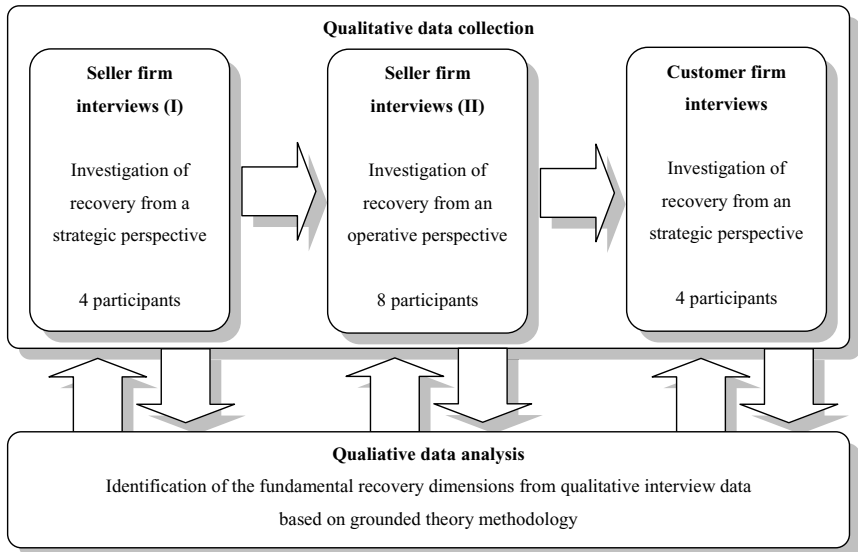 Qualitative data collection
Seller firm
interviews (I)
Investigation of
recovery from a
strategic perspective
4 participants
Seller firm
interviews (II)
Investigation of
recovery from an
operative perspective
8 participants
Customer firm
interviews
Investigation of
recovery from an
strategic perspective
4 participants
Qualiative data analysis
Identification of the fundamental recovery dimensions from qualitative interview data
based on grounded theory methodology